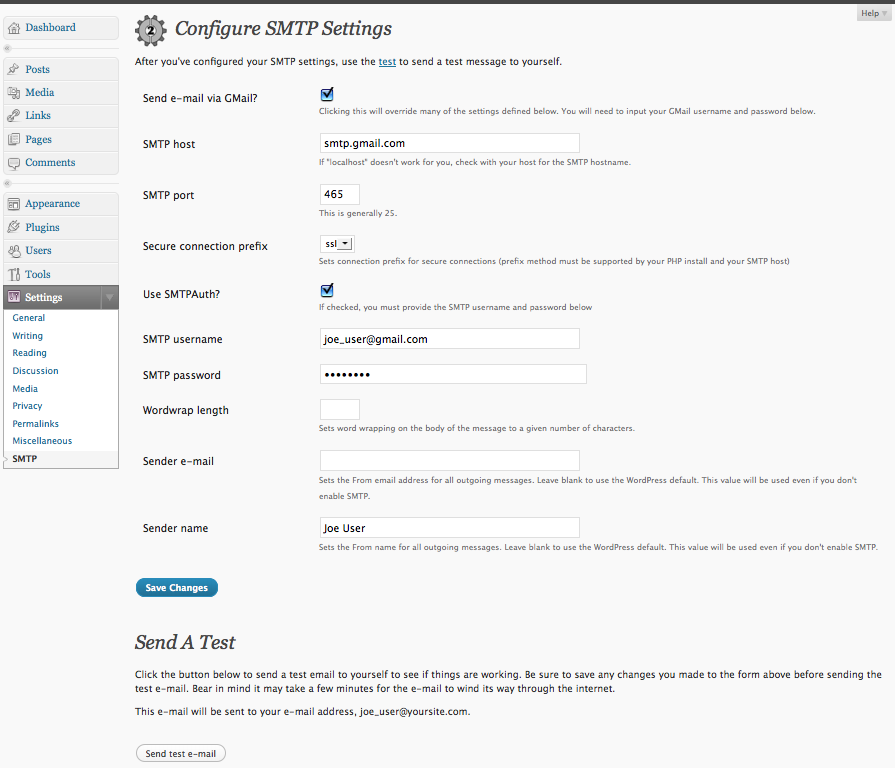 Help
Dashboard
Posts
Media
Links
Pages
Comments
Appearance
Plugins
Users
Tools
Settings
General
Writing
Reading
Discussion
Media
Privacy
Permalinks
Miscellaneous
SMTP
2 Configure SMTP Settings
After you've configured your SMTP settings, use the test to send a test message to yourself.
Send e-mail via GMail?
Clicking this will override many of the settings defined below. You will need to input your GMail username and password below.
SMTP host smtp.gmail.com
If "localhost" doesn't work for you, check with your host for the SMTP hostname.
SMTP port 465
This is generally 25.
Secure connection prefix ssl
Sets connection prefix for secure connections (prefix method must be supported by your PHP install and your SMTP host)
Use SMTPAuth?
If checked, you must provide the SMTP username and password below
SMTP username joe_user@gmail.com
SMTP password ••••••••
Wordwrap length
Sets word wrapping on the body of the message to a given number of characters.
Sender e-mail
Sets the From email address for all outgoing messages. Leave blank to use the WordPress default. This value will be used even if you don't
enable SMTP.
Sender name Joe User
Sets the From name for all outgoing messages. Leave blank to use the WordPress default. This value will be used even if you don't enable SMTP.
Save Changes
Send A Test
Click the button below to send a test email to yourself to see if things are working. Be sure to save any changes you made to the form above before sending the
test e-mail. Bear in mind it may take a few minutes for the e-mail to wind its way through the internet.
This e-mail will be sent to your e-mail address, joe_user@yoursite.com.
Send test e-mail